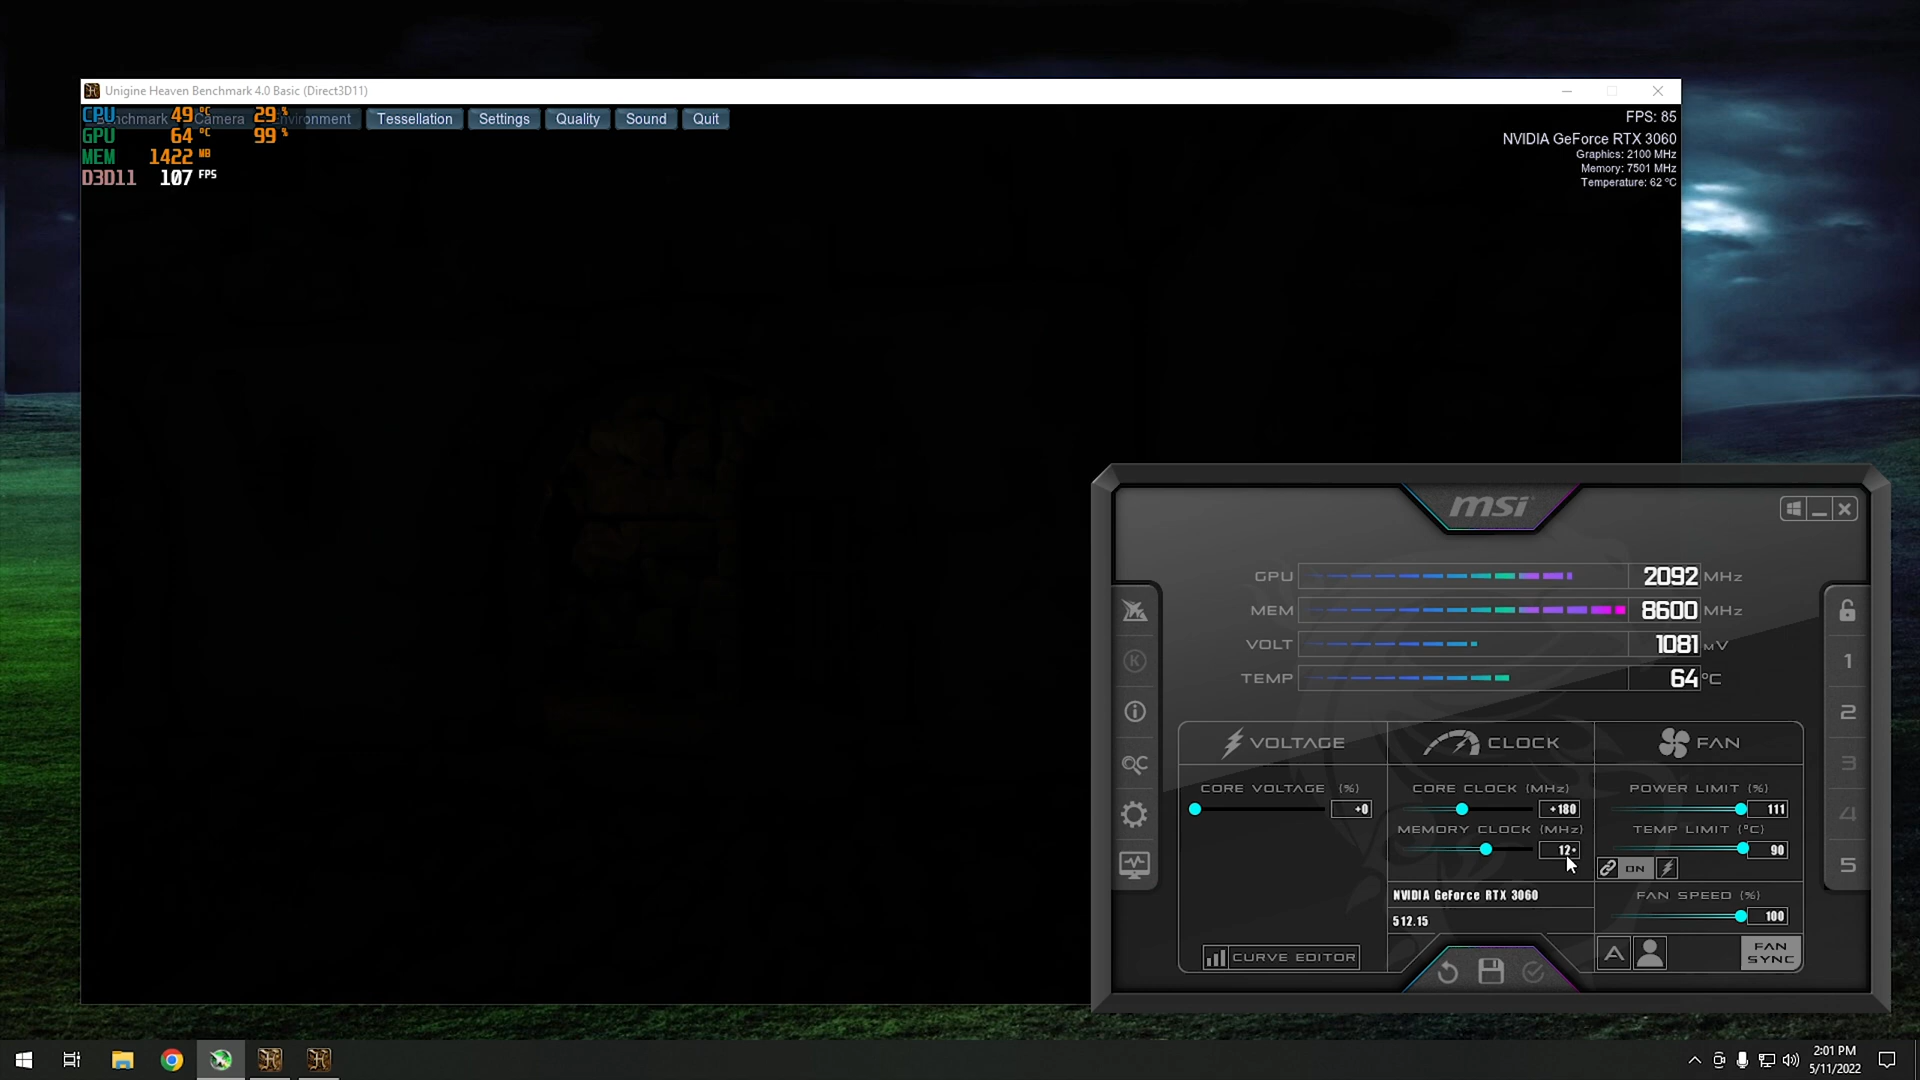 Unigine Heaven Benchmark 4.0 Basic (Direct3D11)
Benchmark Camera Environment Tessellation Settings Quality Sound Quit
CPU 49 °C 29 %
GPU 64 °C 99 %
MEM 1422 MB
D3D11 107 FPS
FPS: 85
NVIDIA GeForce RTX 3060
Graphics: 2100 MHz
Memory: 7501 MHz
Temperature: 62 °C
msi
GPU 2092 MHz
MEM 8600 MHz
VOLT 1081 MV
TEMP 64 °C
K
OC
1
2
3
4
5
VOLTAGE CLOCK FAN
CORE VOLTAGE (%) CORE CLOCK (MHz) POWER LIMIT (%)
+0 +180 111
MEMORY CLOCK (MHz) TEMP LIMIT (°C)
12 90
ON
NVIDIA GeForce RTX 3060 FAN SPEED (%)
512.15 100
CURVE EDITOR A FAN SYNC
2:01 PM
5/11/2022